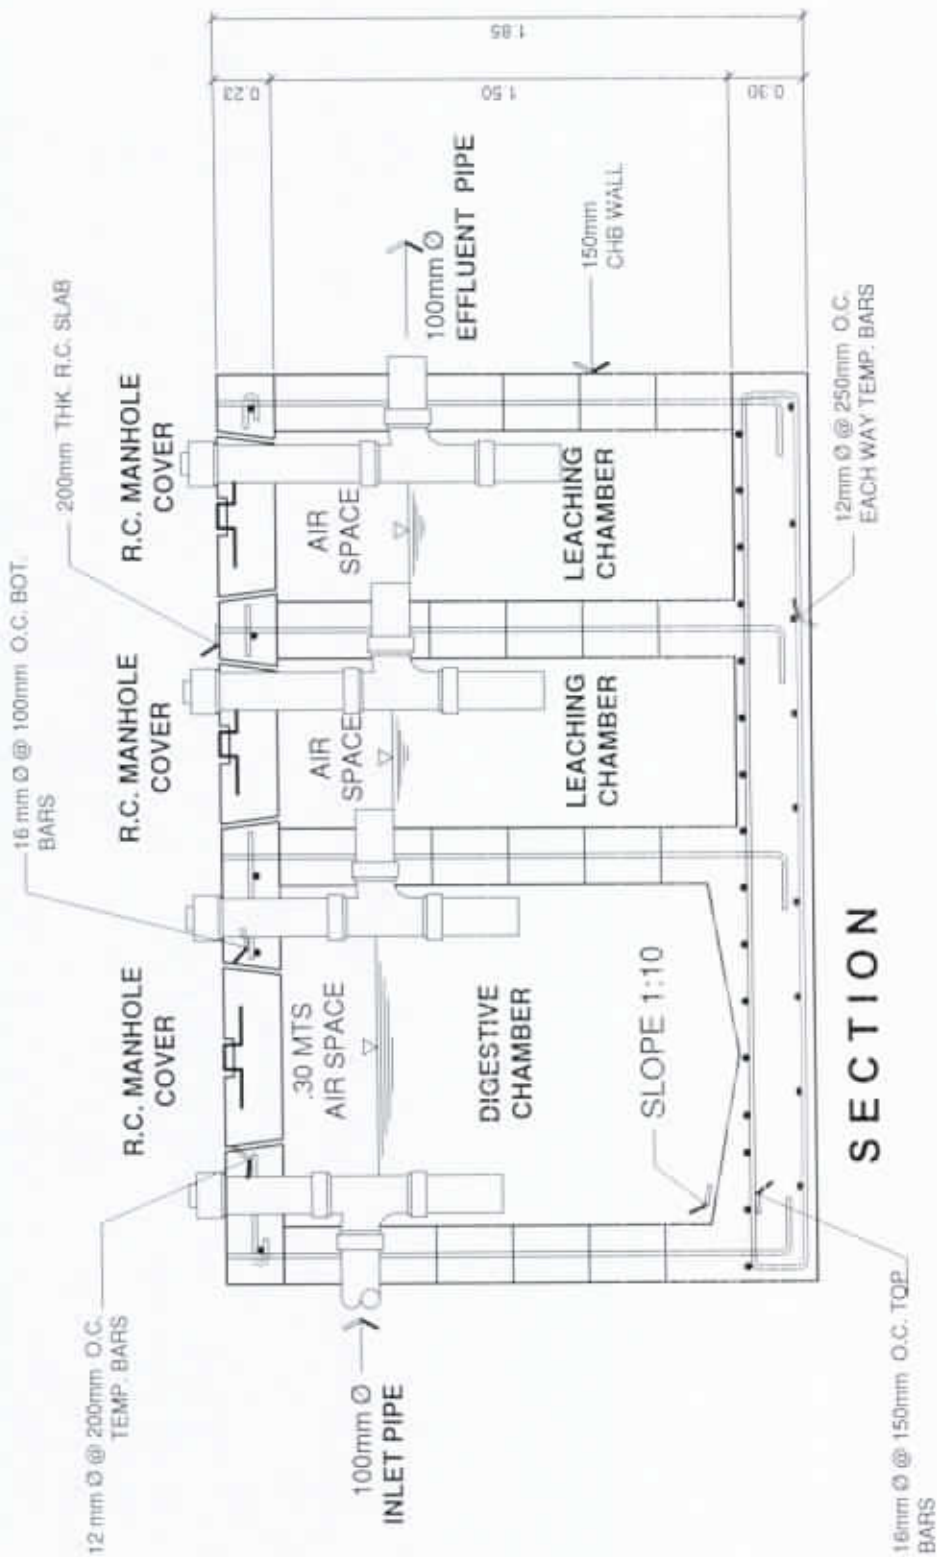 12 mm Ø @ 200mm O.C.
TEMP. BARS
16 mm Ø @ 100mm O.C. BOT.
BARS
200mm THK. R.C. SLAB
R.C. MANHOLE
COVER
R.C. MANHOLE
COVER
R.C. MANHOLE
COVER
100mm Ø
INLET PIPE
.30 MTS
AIR SPACE
AIR
SPACE
AIR
SPACE
100mm Ø
EFFLUENT PIPE
DIGESTIVE
CHAMBER
LEACHING
CHAMBER
LEACHING
CHAMBER
150mm
CHB WALL
SLOPE 1:10
0.23
1.50
0.30
1.85
16mm Ø @ 150mm O.C. TOP
BARS
12mm Ø @ 250mm O.C.
EACH WAY TEMP. BARS
SECTION